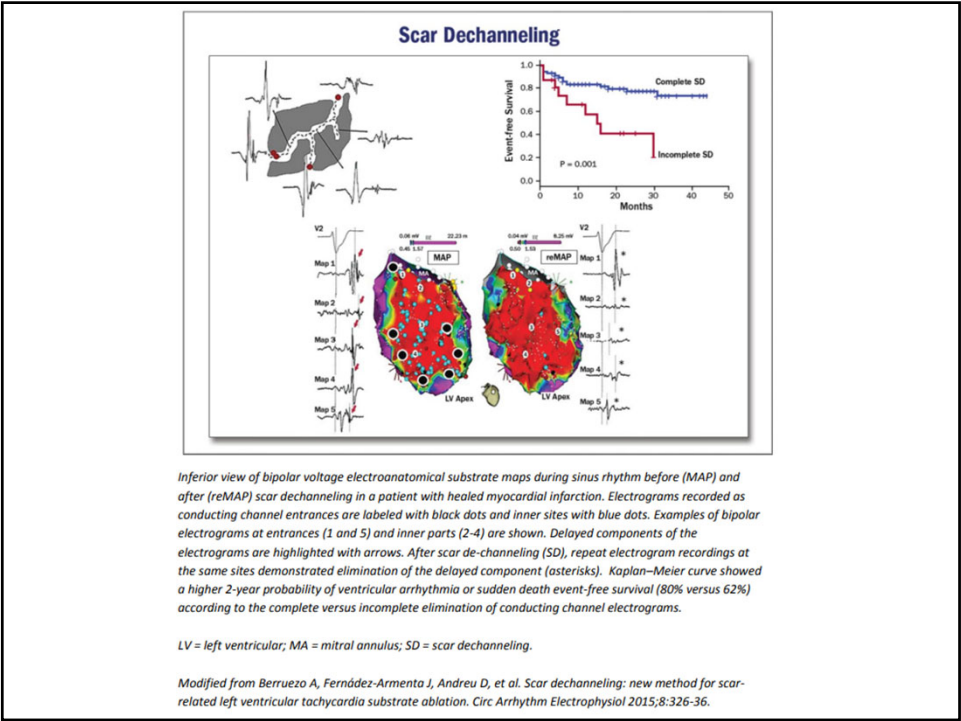 Scar Dechanneling
1.0
0.8
0.6
0.4
0.2
0.0
Event-free Survival
Complete SD
Incomplete SD
P = 0.001
0 10 20 30 40 50
Months
V2
Map 1
Map 2
Map 3
Map 4
Map 5
0.45 1.57
MAP
MA
LV Apex
0.50 1.55
reMAP
MA
LV Apex
V2
Map 1
Map 2
Map 3
Map 4
Map 5
Inferior view of bipolar voltage electroanatomical substrate maps during sinus rhythm before (MAP) and
after (reMAP) scar dechanneling in a patient with healed myocardial infarction. Electrograms recorded as
conducting channel entrances are labeled with black dots and inner sites with blue dots. Examples of bipolar
electrograms at entrances (1 and 5) and inner parts (2-4) are shown. Delayed components of the
electrograms are highlighted with arrows. After scar de-channeling (SD), repeat electrogram recordings at
the same sites demonstrated elimination of the delayed component (asterisks). Kaplan–Meier curve showed
a higher 2-year probability of ventricular arrhythmia or sudden death event-free survival (80% versus 62%)
according to the complete versus incomplete elimination of conducting channel electrograms.
LV = left ventricular; MA = mitral annulus; SD = scar dechanneling.
Modified from Berruezo A, Fernádez-Armenta J, Andreu D, et al. Scar dechanneling: new method for scar-
related left ventricular tachycardia substrate ablation. Circ Arrhythm Electrophysiol 2015;8:326-36.